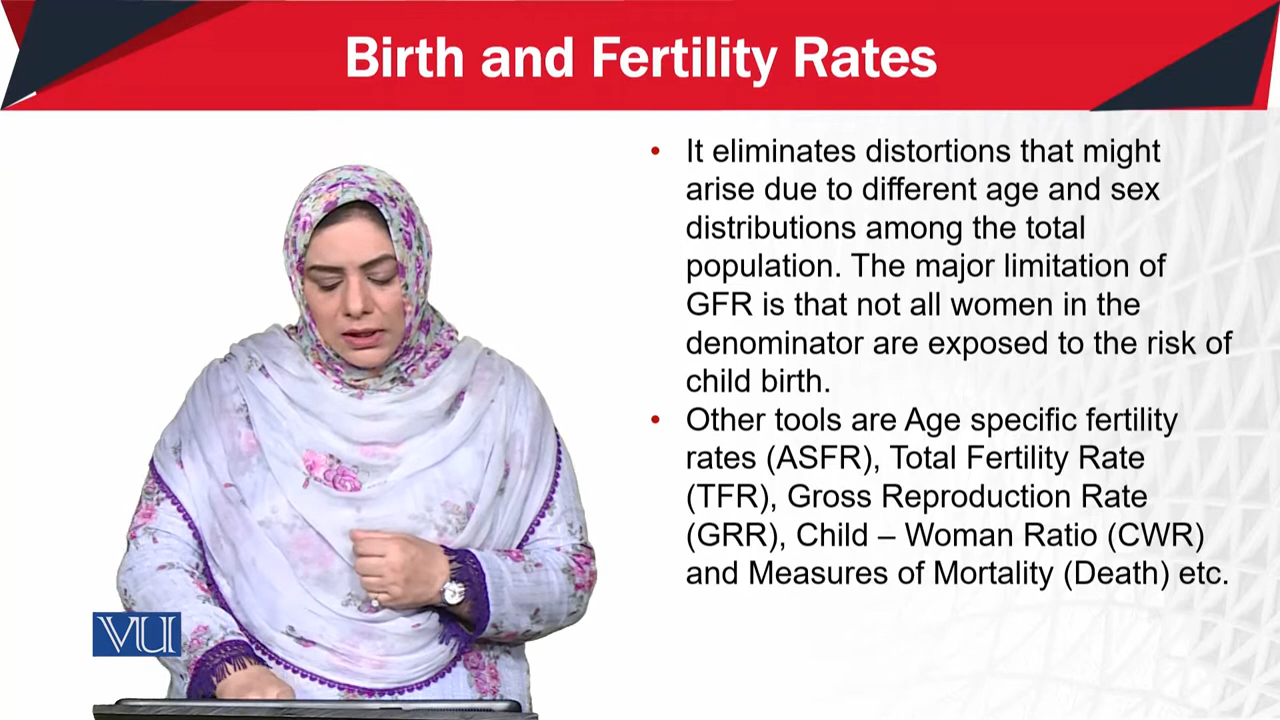 Birth and Fertility Rates
• It eliminates distortions that might
arise due to different age and sex
distributions among the total
population. The major limitation of
GFR is that not all women in the
denominator are exposed to the risk of
child birth.
• Other tools are Age specific fertility
rates (ASFR), Total Fertility Rate
(TFR), Gross Reproduction Rate
(GRR), Child – Woman Ratio (CWR)
and Measures of Mortality (Death) etc.
VU